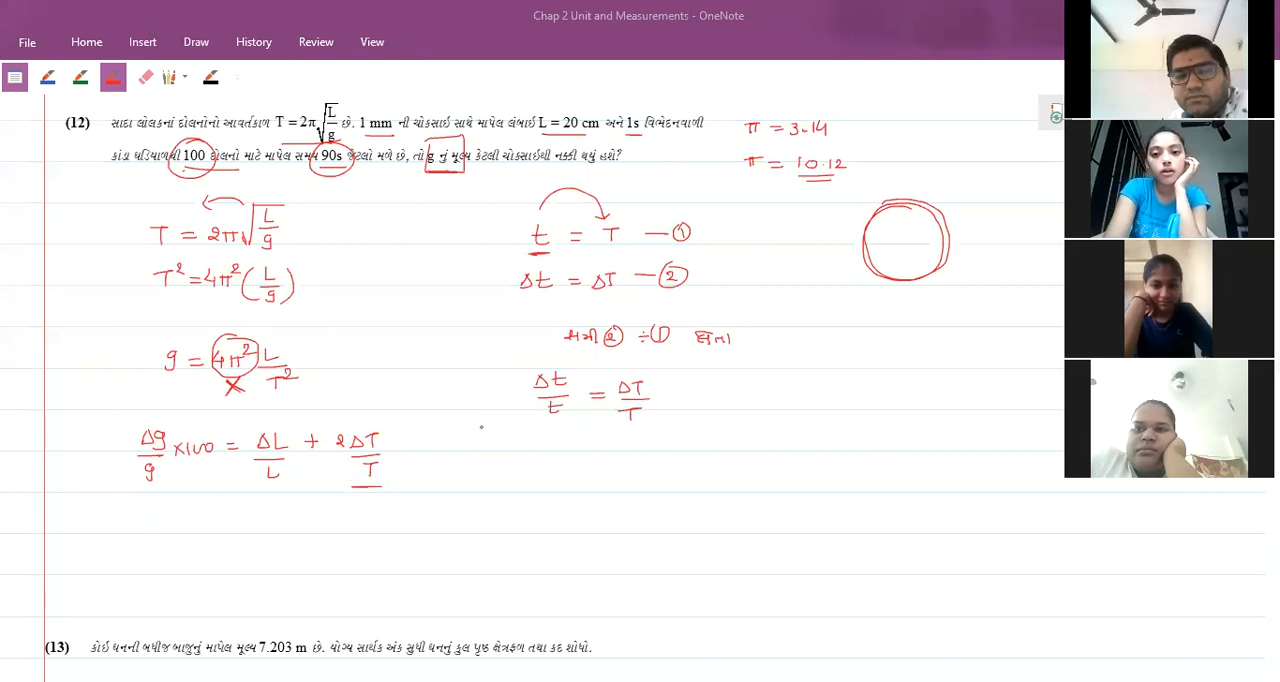 Chap 2 Unit and Measurements - OneNote
File Home Insert Draw History Review View
(12) સાદા લોલકનાં દોલનોનો આવર્તકાળ T = 2π√(L/g) છે. 1 mm ની ચોકસાઇ સાથે માપેલ લંબાઇ L = 20 cm અને 1s વિભેદનવાળી
કાંડા ઘડિયાળથી 100 દોલનો માટે માપેલ સમય 90s જેટલો મળે છે, તો g નું મૂલ્ય કેટલી ચોકસાઇથી નક્કી થયું હશે?
π = 3.14
π = 10.12
T = 2π√(L/g)
t = T — ①
T² = 4π² (L/g)
Δt = ΔT — ②
સમી ② ÷ ①
g = 4π² L/T²
x
Δt/t = ΔT/T
Δg/g ×100 = ΔL/L + 2ΔT/T
(13) કોઇ ઘનની બધીજ બાજુનું માપેલ મૂલ્ય 7.203 m છે. યોગ્ય સાર્થક અંક સુધી ઘનનું કુલ પૃષ્ઠ ક્ષેત્રફળ તથા કદ શોધો.